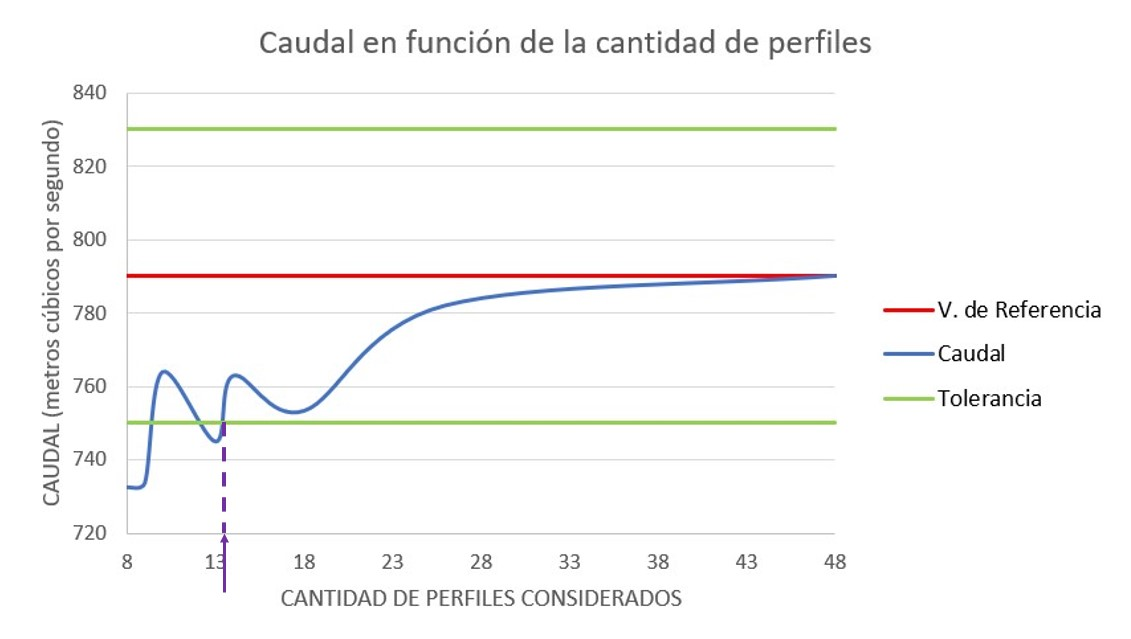 Caudal en función de la cantidad de perfiles
840
820
800
780
760
740
720
CAUDAL (metros cúbicos por segundo)
8 13 18 23 28 33 38 43 48
CANTIDAD DE PERFILES CONSIDERADOS
V. de Referencia
Caudal
Tolerancia